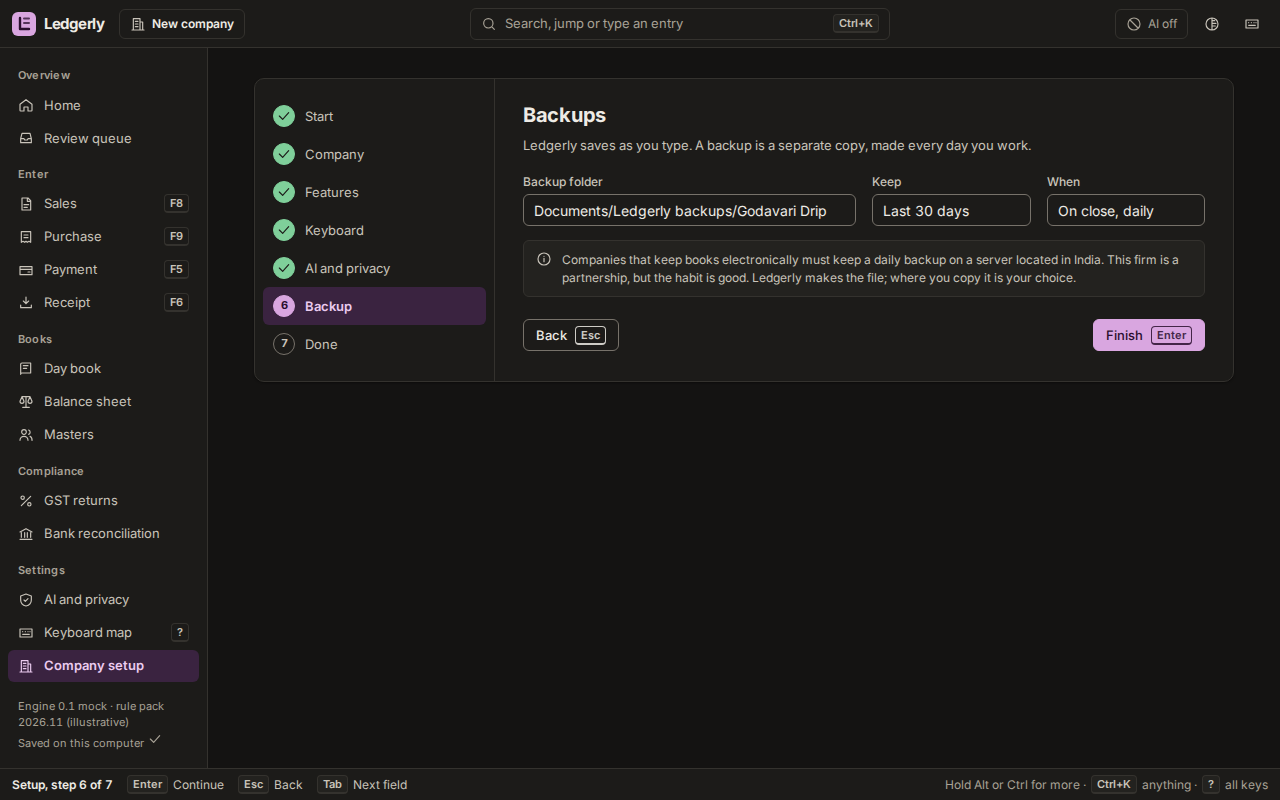 Ledgerly
New company
Search, jump or type an entry
Ctrl+K
AI off
Overview
Home
Review queue
Enter
Sales F8
Purchase F9
Payment F5
Receipt F6
Books
Day book
Balance sheet
Masters
Compliance
GST returns
Bank reconciliation
Settings
AI and privacy
Keyboard map ?
Company setup
Engine 0.1 mock · rule pack
2026.11 (illustrative)
Saved on this computer
Start
Company
Features
Keyboard
AI and privacy
6 Backup
7 Done
Backups
Ledgerly saves as you type. A backup is a separate copy, made every day you work.
Backup folder
Documents/Ledgerly backups/Godavari Drip
Keep
Last 30 days
When
On close, daily
Companies that keep books electronically must keep a daily backup on a server located in India. This firm is a
partnership, but the habit is good. Ledgerly makes the file; where you copy it is your choice.
Back Esc
Finish Enter
Setup, step 6 of 7 Enter Continue Esc Back Tab Next field
Hold Alt or Ctrl for more · Ctrl+K anything · ? all keys